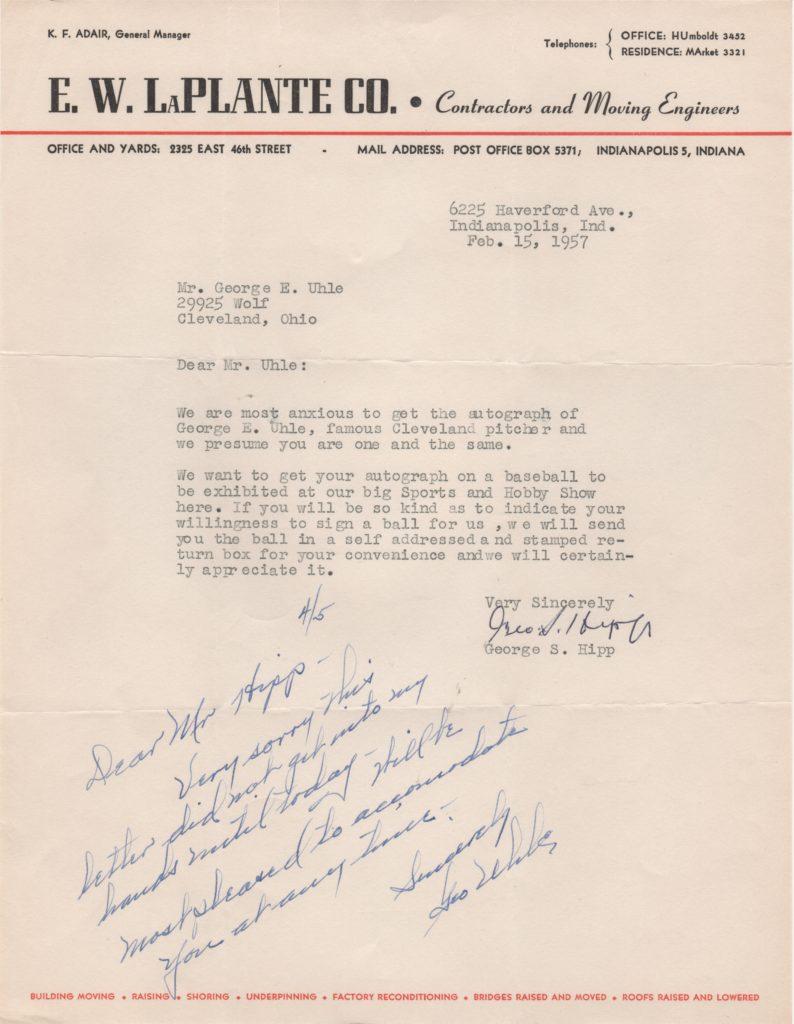 K. F. ADAIR, General Manager
Telephones: { OFFICE: HUmboldt 3452
RESIDENCE: MArket 3321
E. W. LaPLANTE CO. • Contractors and Moving Engineers
OFFICE AND YARDS: 2325 EAST 46th STREET - MAIL ADDRESS: POST OFFICE BOX 5371; INDIANAPOLIS 5, INDIANA
6225 Haverford Ave.,
Indianapolis, Ind.
Feb. 15, 1957
Mr. George E. Uhle
29925 Wolf
Cleveland, Ohio
Dear Mr. Uhle:
We are most anxious to get the autograph of
George E. Uhle, famous Cleveland pitcher and
we presume you are one and the same.
We want to get your autograph on a baseball to
be exhibited at our big Sports and Hobby Show
here. If you will be so kind as to indicate your
willingness to sign a ball for us ,we will send
you the ball in a self addressed and stamped re-
turn box for your convenience andwe will certain-
ly appreciate it.
Very Sincerely
Geo. S. Hipp
George S. Hipp
4/5
Dear Mr Hipp -
Very sorry this
letter did not get into my
hands until today - Will be
most pleased to accomodate
you at any time -
Sincerely
Geo Uhle
BUILDING MOVING • RAISING • SHORING • UNDERPINNING • FACTORY RECONDITIONING • BRIDGES RAISED AND MOVED • ROOFS RAISED AND LOWERED